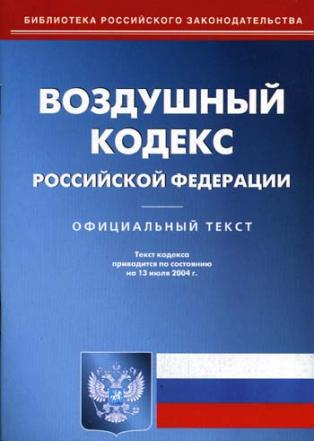 БИБЛИОТЕКА РОССИЙСКОГО ЗАКОНОДАТЕЛЬСТВА
ВОЗДУШНЫЙ
КОДЕКС
РОССИЙСКОЙ ФЕДЕРАЦИИ
ОФИЦИАЛЬНЫЙ ТЕКСТ
Текст кодекса
приводится по состоянию
на 13 июля 2004 г.